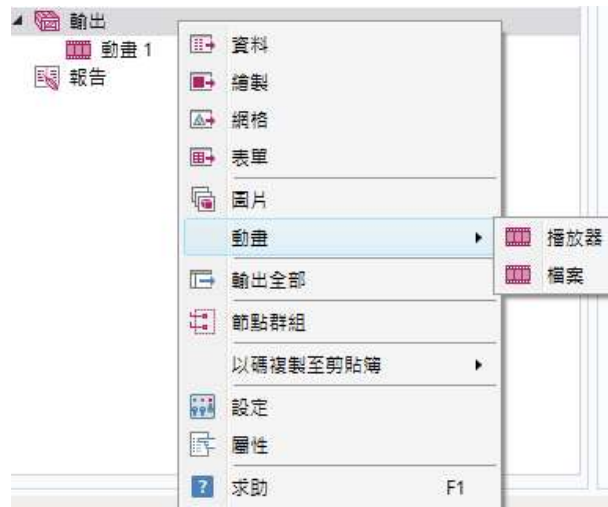 輸出
動畫 1
報告
資料
繪製
網格
表單
圖片
動畫
播放器
檔案
輸出全部
節點群組
以碼複製至剪貼簿
設定
屬性
求助 F1